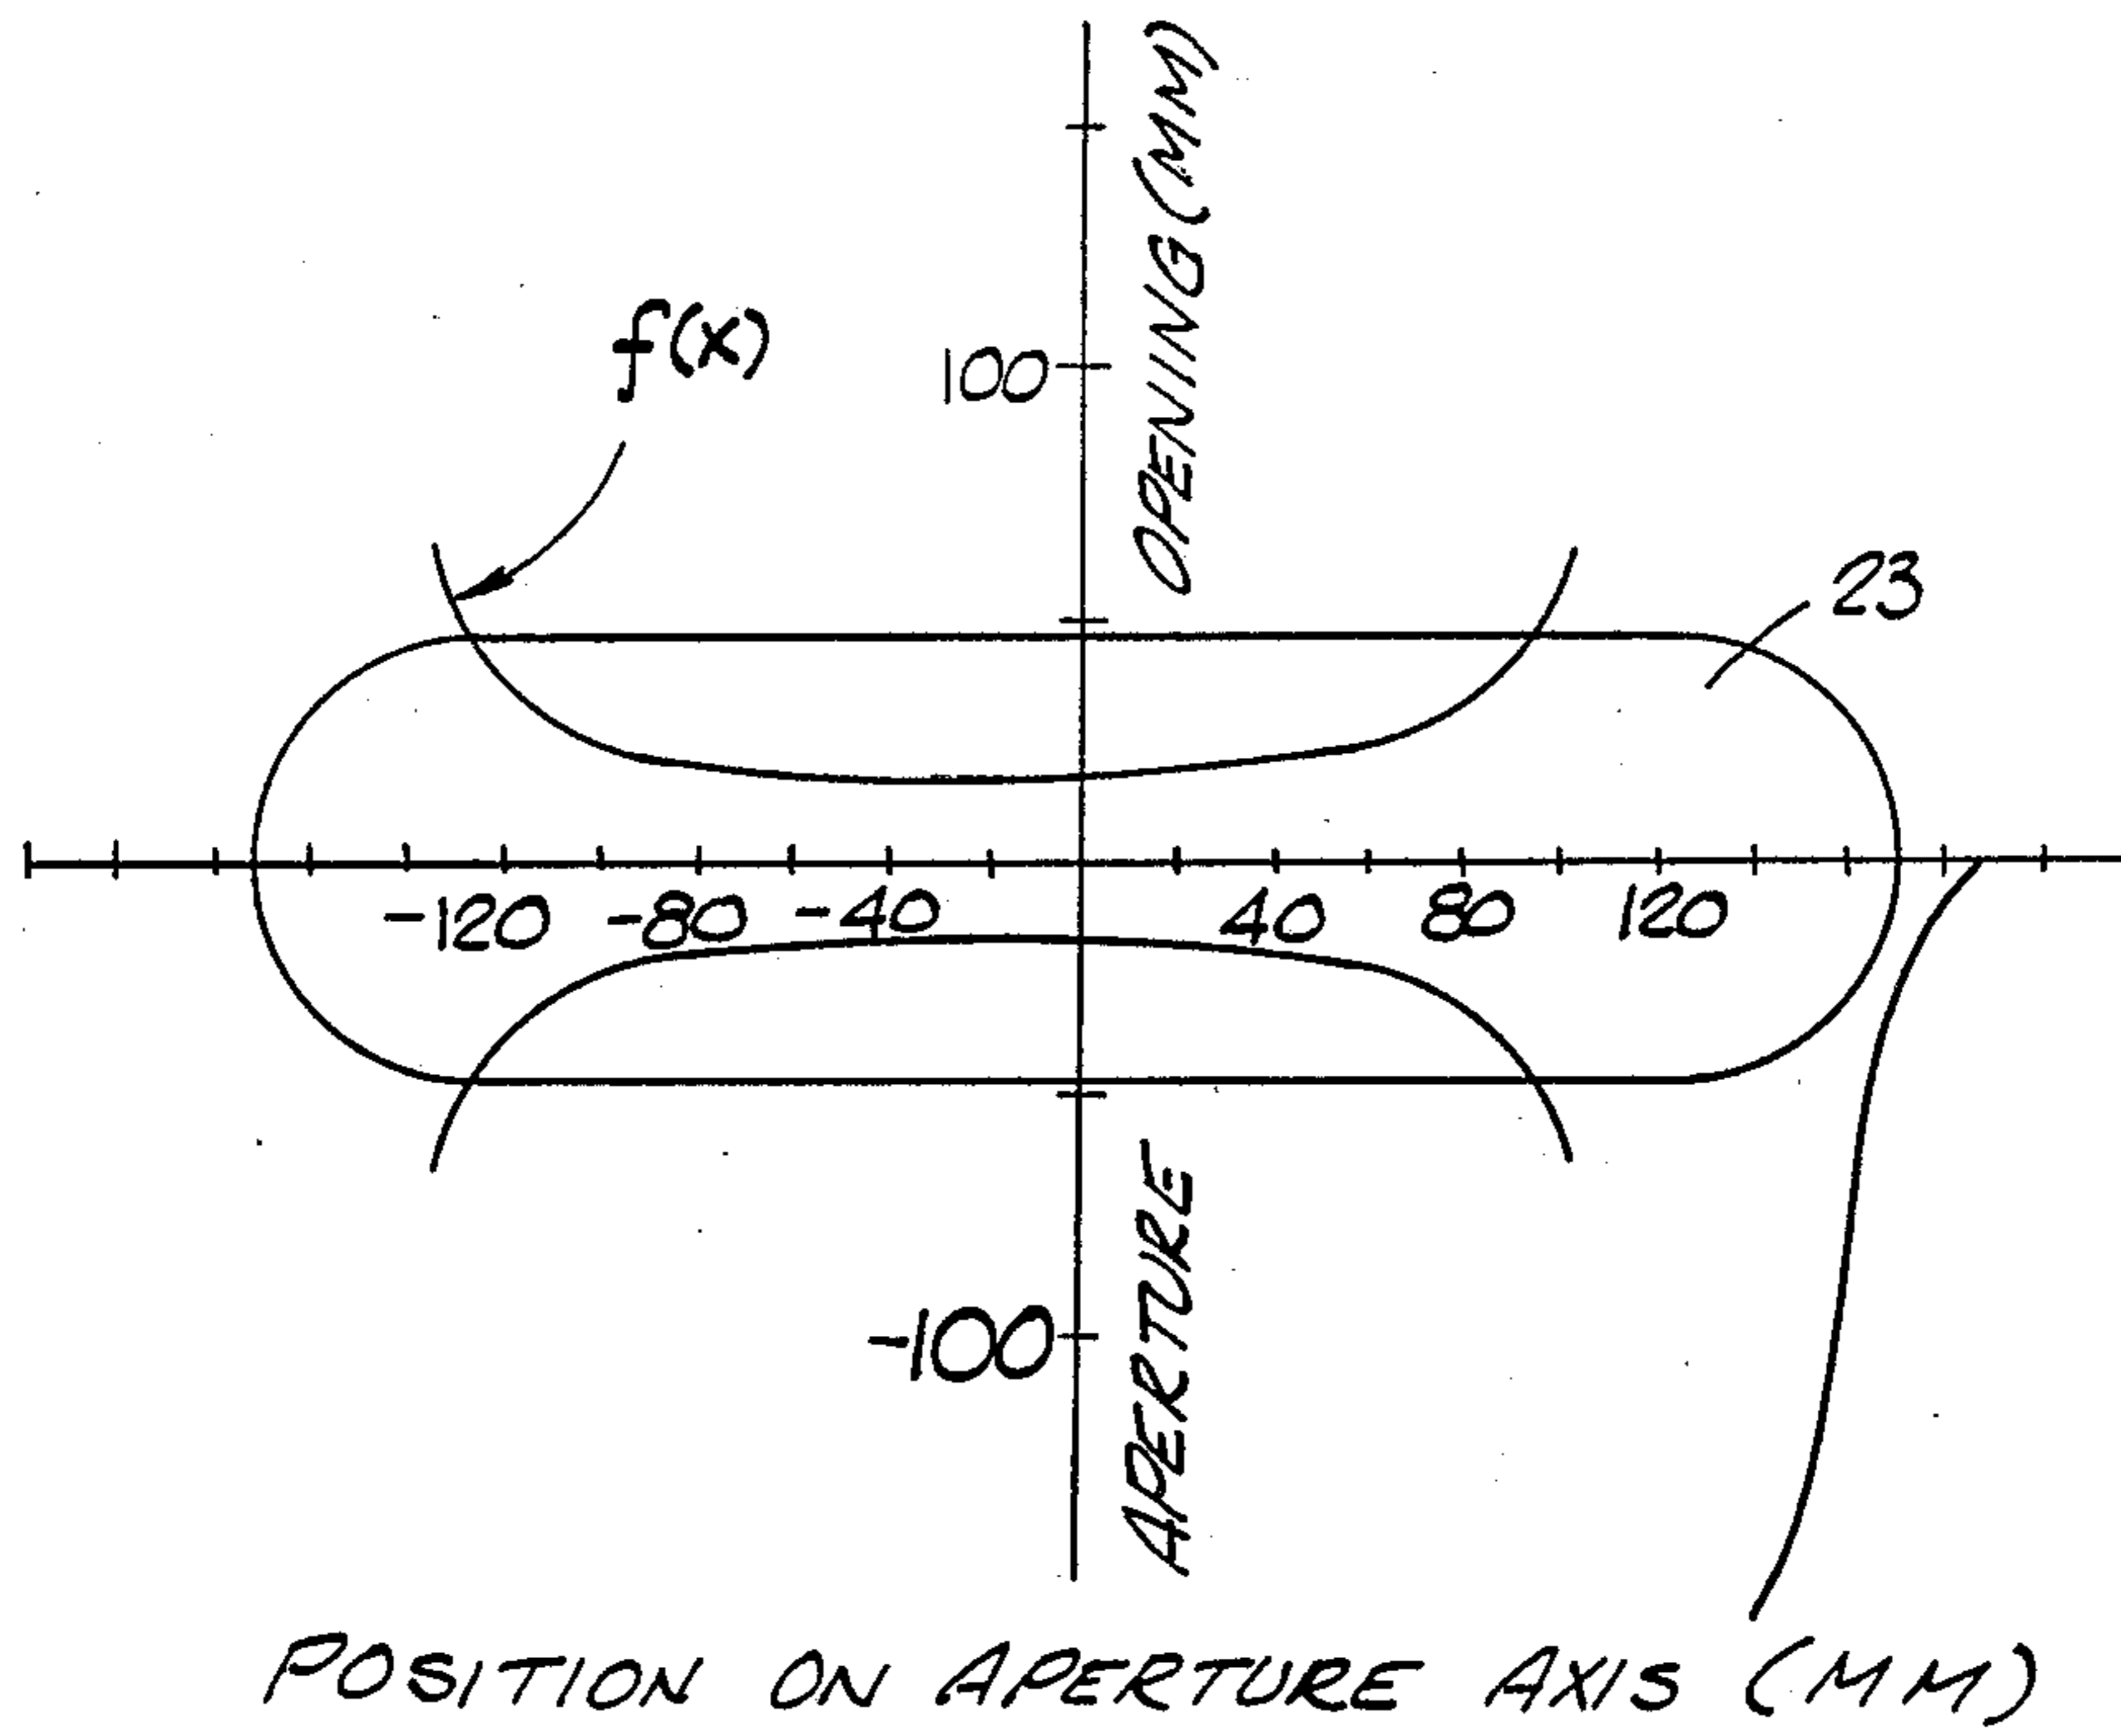 OPENING (MM)
f(x)
100
23
-120 -80 -40 40 80 120
-100
APERTURE
POSITION ON APERTURE AXIS (MM)